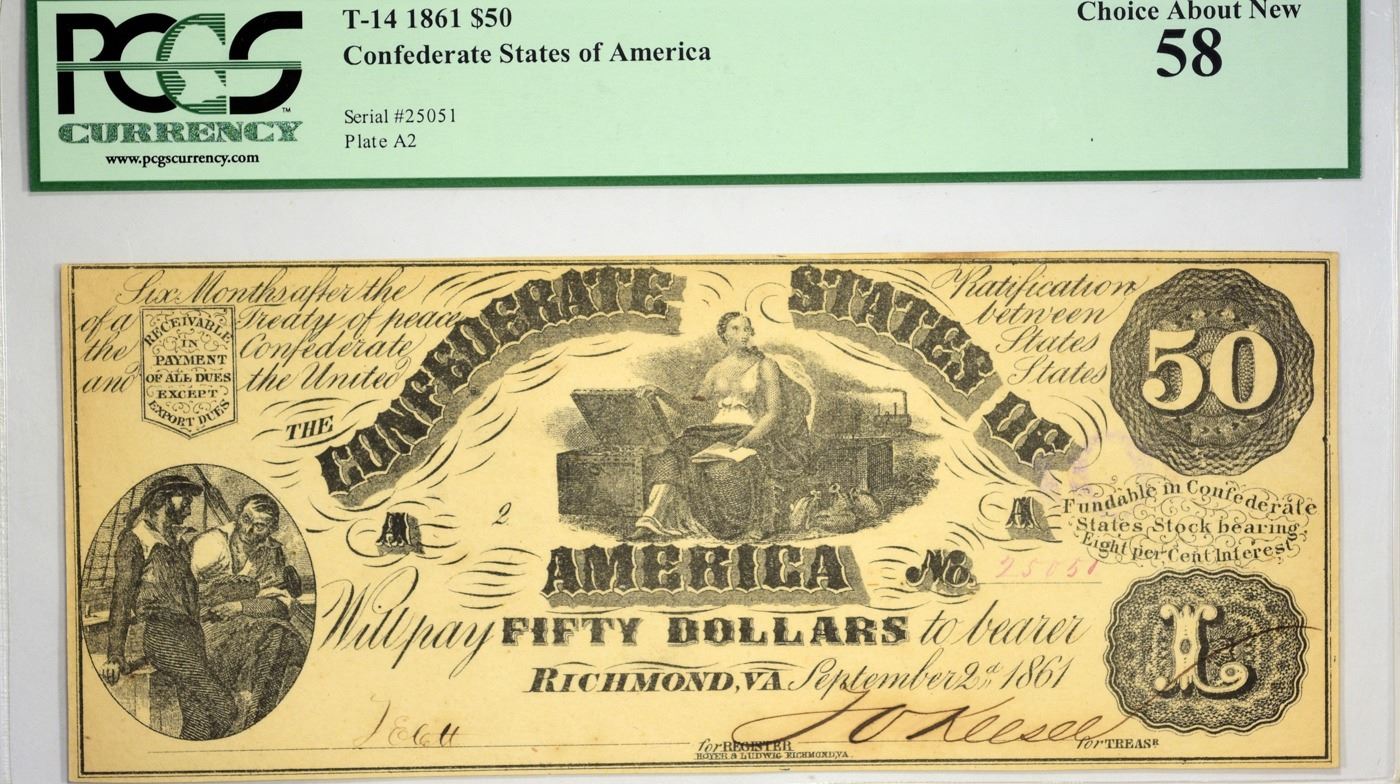 PCGS
™
CURRENCY
www.pcgscurrency.com
T-14 1861 $50
Confederate States of America
Serial #25051
Plate A2
Choice About New
58
Six Months after the Ratification
of a Treaty of peace between
the Confederate States
and the United States
RECEIVABLE
IN
PAYMENT
OF ALL DUES
EXCEPT
EXPORT DUES
THE CONFEDERATE STATES OF
AMERICA
50
A
2
A
No. 25051
Fundable in Confederate
States Stock bearing
Eight per Cent Interest
Will pay FIFTY DOLLARS to bearer
RICHMOND, VA September 2d 1861
L
for REGISTER
HOYER & LUDWIG RICHMOND, VA.
for TREASR